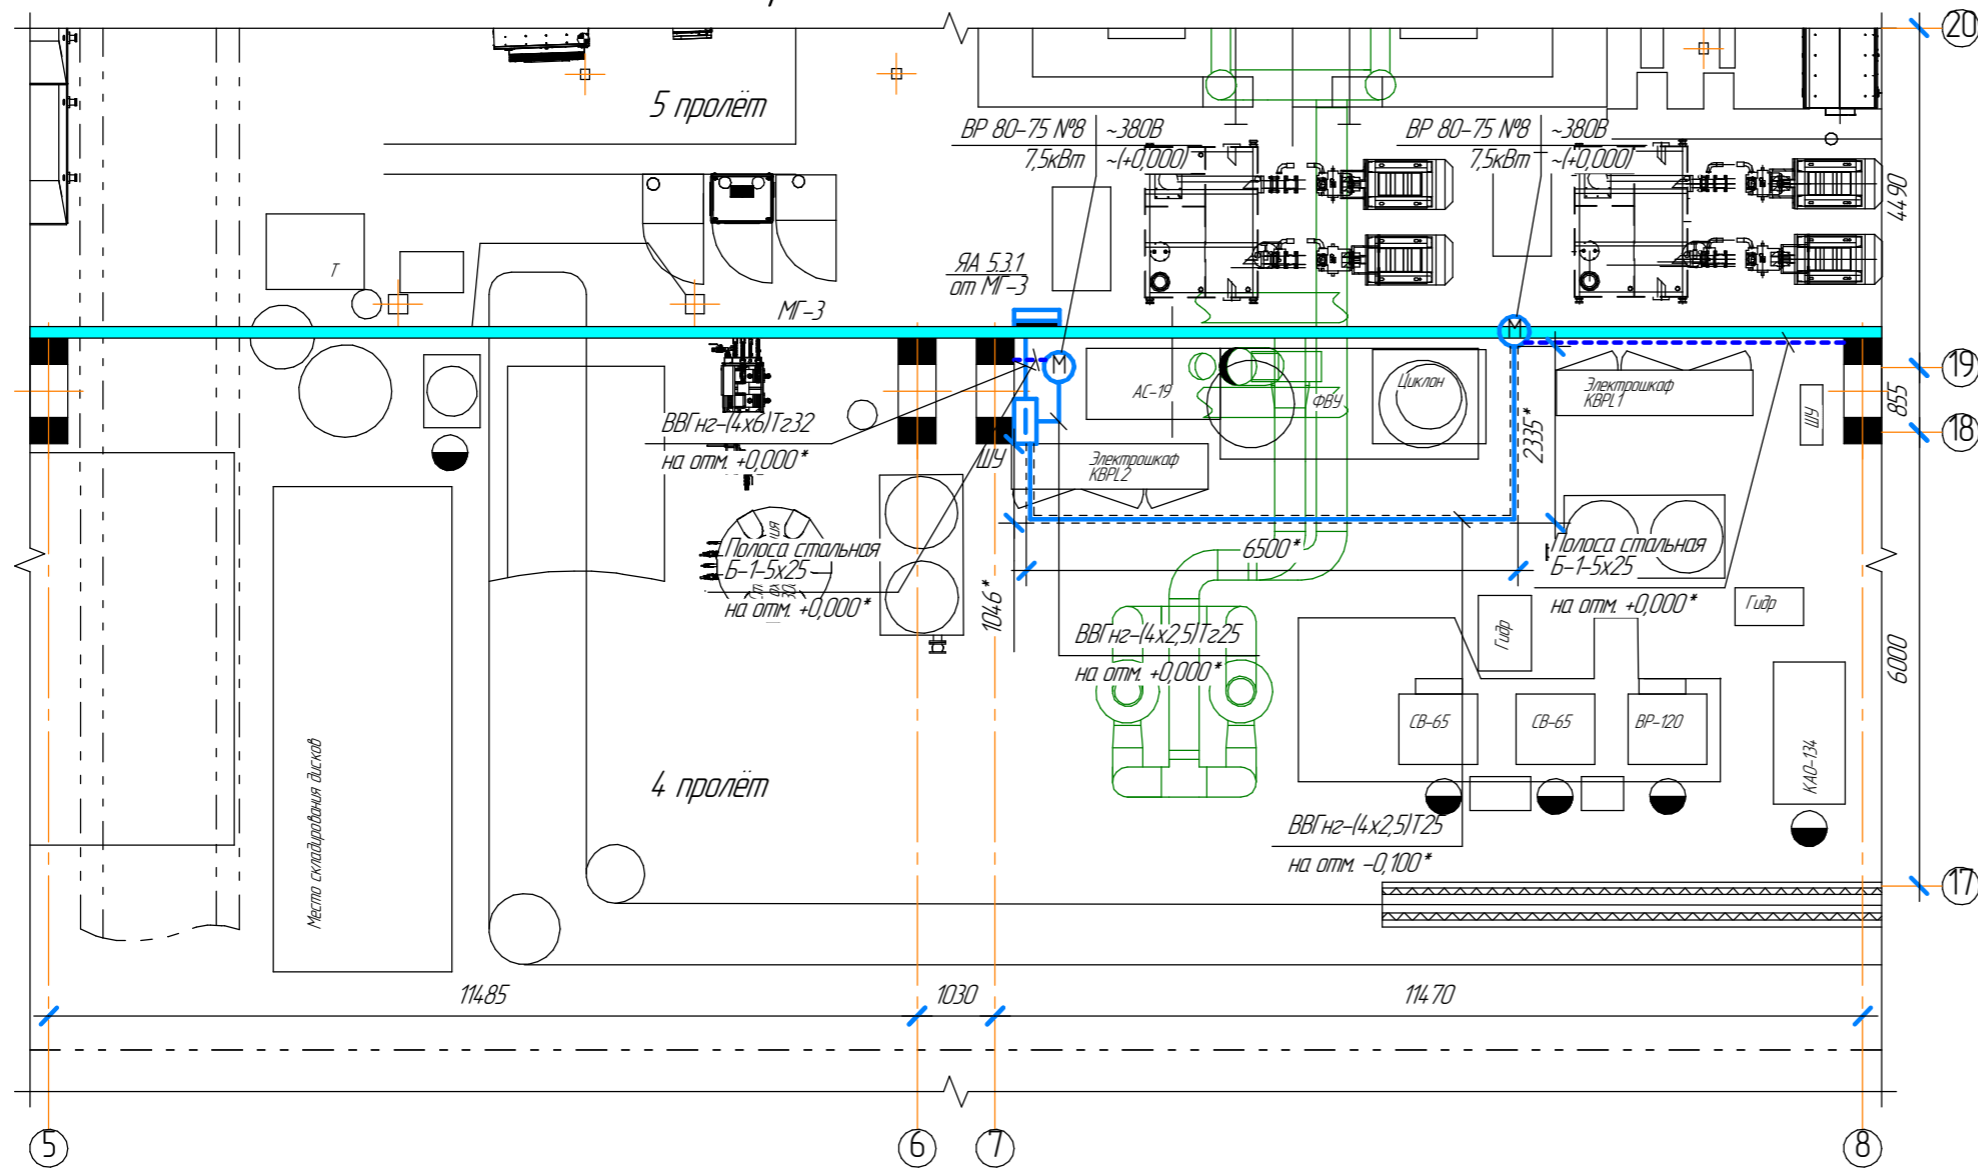 20
5 пролёт
ВР 80-75 №8 ~380В
7,5кВт ~(+0,000)
ВР 80-75 №8 ~380В
7,5кВт ~(+0,000)
4490
Т
ЯА 5.3.1
от МГ-3
МГ-3
М
М
19
АС-19
ФВУ
Циклон
Электрошкаф
KBPL1
ШУ
855
18
ВВГнг-(4х6)Тг32
на отм. +0,000*
ШУ
Электрошкаф
KBPL2
2335*
Полоса стальная
Б-1-5х25
на отм. +0,000*
6500*
1046*
Полоса стальная
Б-1-5х25
на отм. +0,000*
Гидр
Гидр
ВВГнг-(4х2,5)Тг25
на отм. +0,000*
6000
СВ-65
СВ-65
ВР-120
КАО-134
Место складирования дисков
4 пролёт
ВВГнг-(4х2,5)Т25
на отм. -0,100*
17
11485
1030
11470
5
6
7
8